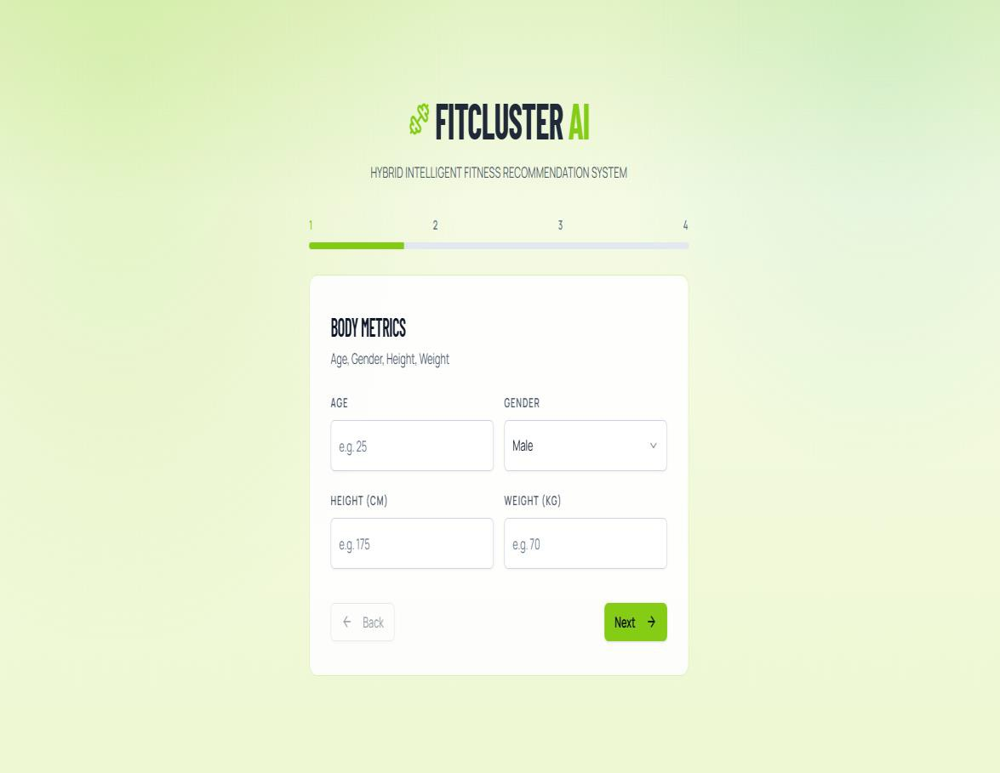 FITCLUSTER AI
HYBRID INTELLIGENT FITNESS RECOMMENDATION SYSTEM
1 2 3 4
BODY METRICS
Age, Gender, Height, Weight
AGE GENDER
e.g. 25 Male
HEIGHT (CM) WEIGHT (KG)
e.g. 175 e.g. 70
← Back Next →